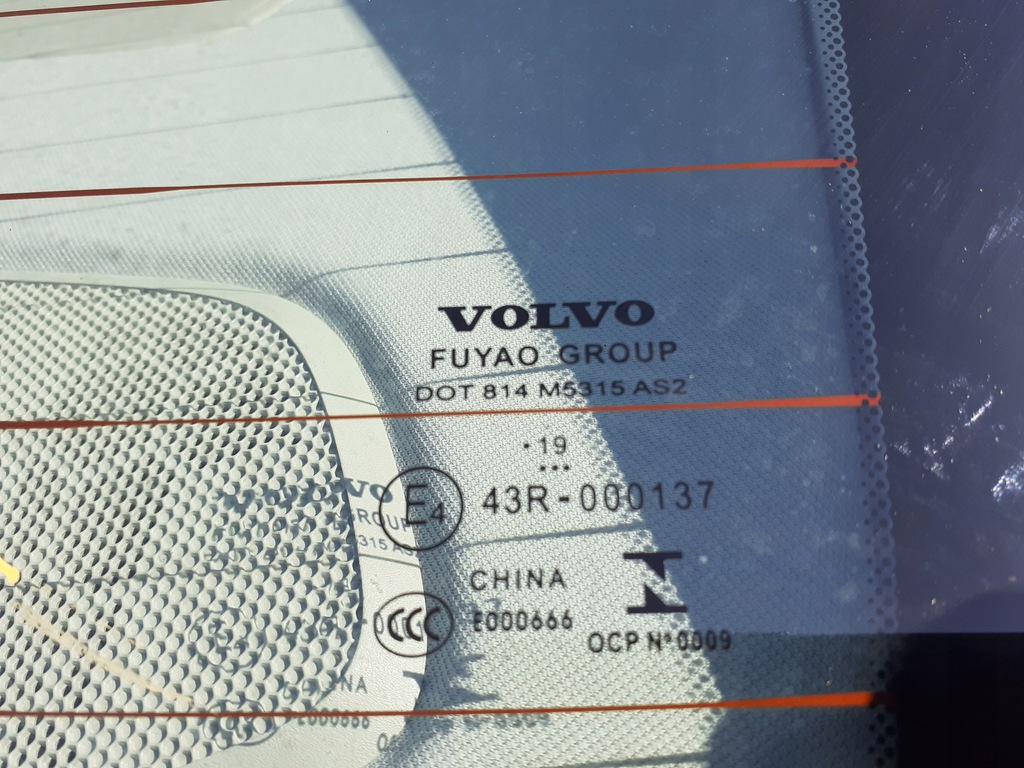 VOLVO
FUYAO GROUP
DOT 814 M5315 AS2
·19
...
E4 43R-000137
CHINA
CCC E000666
OCP N°0009